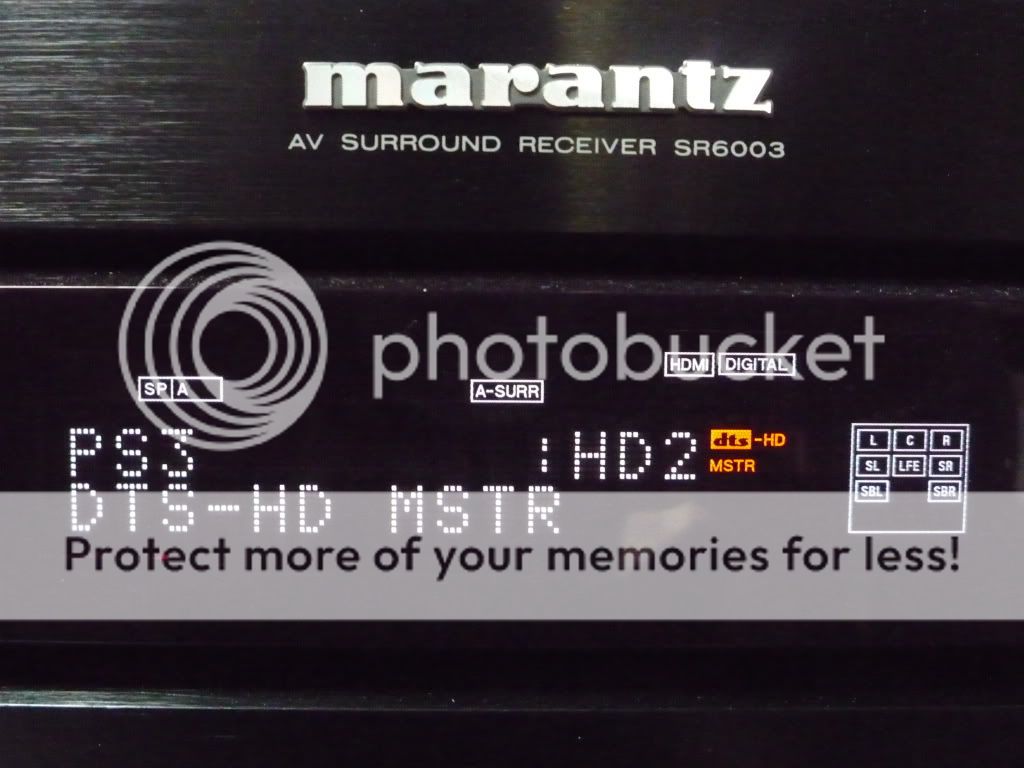 marantz
AV SURROUND RECEIVER SR6003
photobucket
HDMI DIGITAL
SP A A-SURR
PS3 :HD2 dts-HD
MSTR
L C R
SL LFE SR
SBL SBR
DTS-HD MSTR
Protect more of your memories for less!